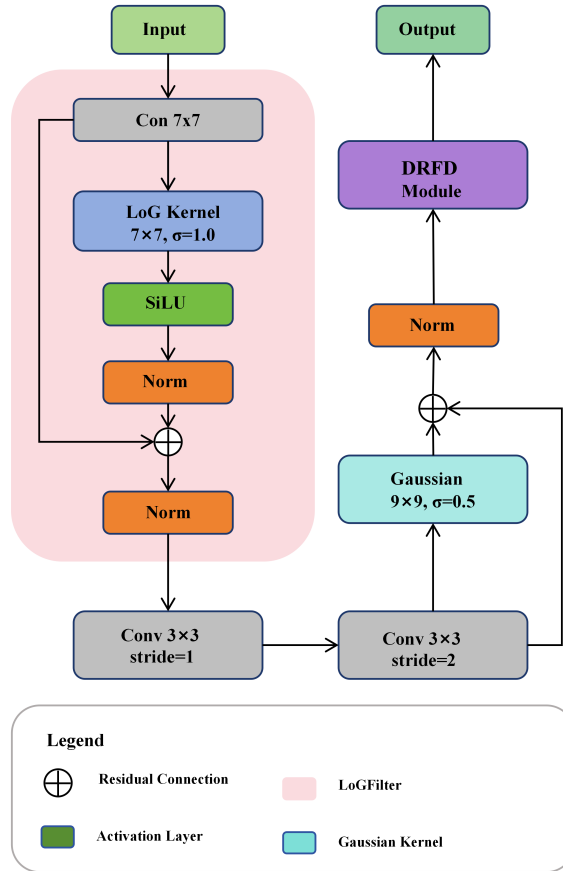 Input
Con 7x7
LoG Kernel
7×7, σ=1.0
SiLU
Norm
Norm
Conv 3×3
stride=1
Output
DRFD
Module
Norm
Gaussian
9×9, σ=0.5
Conv 3×3
stride=2
Legend
Residual Connection
LoGFilter
Activation Layer
Gaussian Kernel